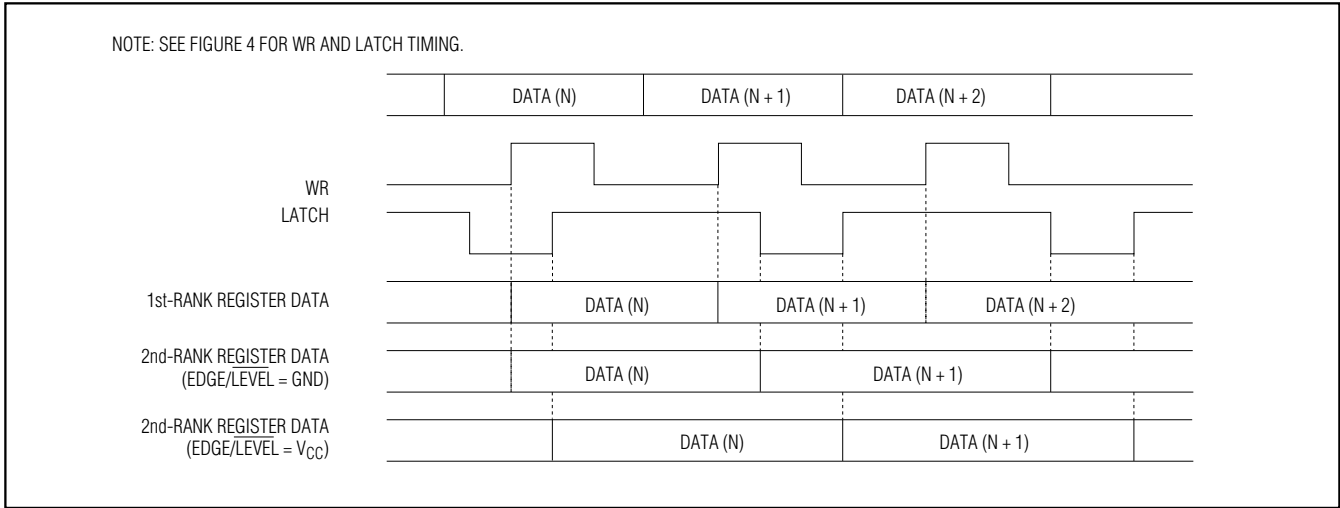 NOTE: SEE FIGURE 4 FOR WR AND LATCH TIMING.
DATA (N) DATA (N + 1) DATA (N + 2)
WR
LATCH
1st-RANK REGISTER DATA DATA (N) DATA (N + 1) DATA (N + 2)
2nd-RANK REGISTER DATA
(EDGE/LEVEL = GND) DATA (N) DATA (N + 1)
2nd-RANK REGISTER DATA
(EDGE/LEVEL = VCC) DATA (N) DATA (N + 1)